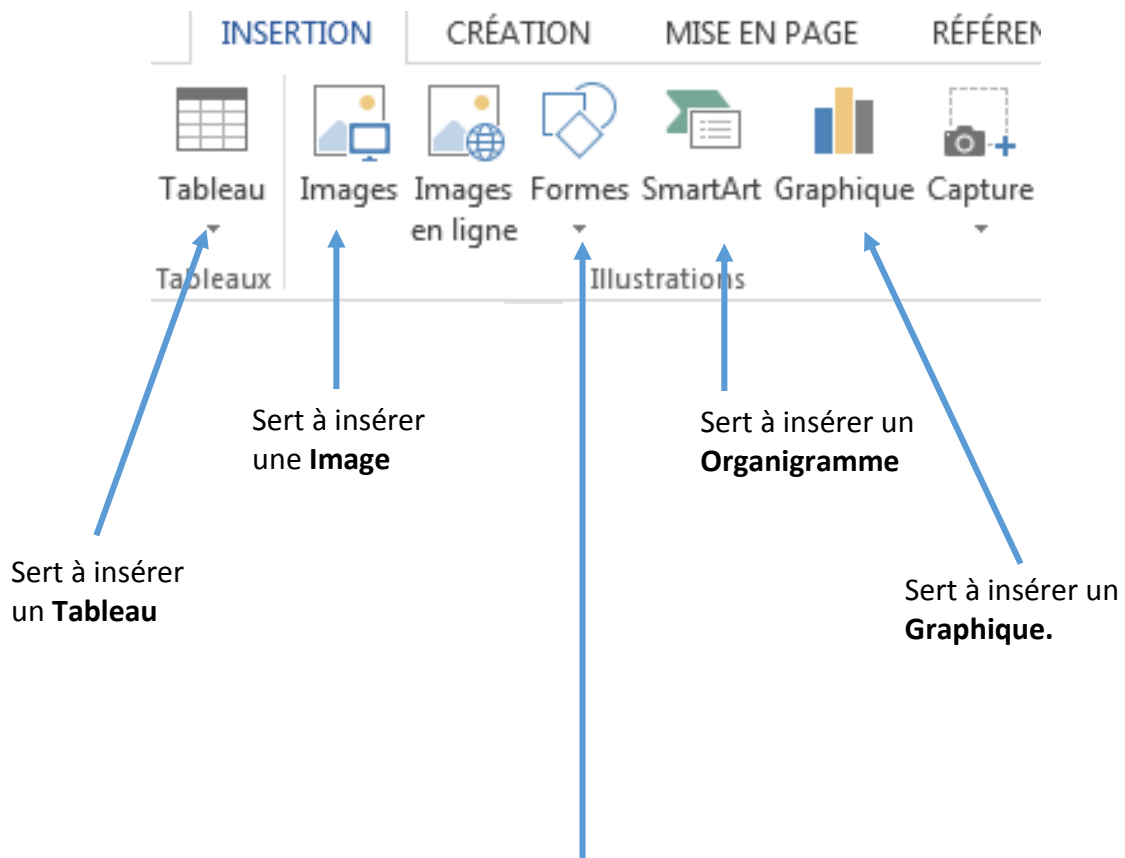 INSERTION CRÉATION MISE EN PAGE RÉFÉREN
Tableau Images Images Formes SmartArt Graphique Capture
en ligne
Tableaux Illustrations
Sert à insérer
une Image
Sert à insérer un
Organigramme
Sert à insérer
un Tableau
Sert à insérer un
Graphique.